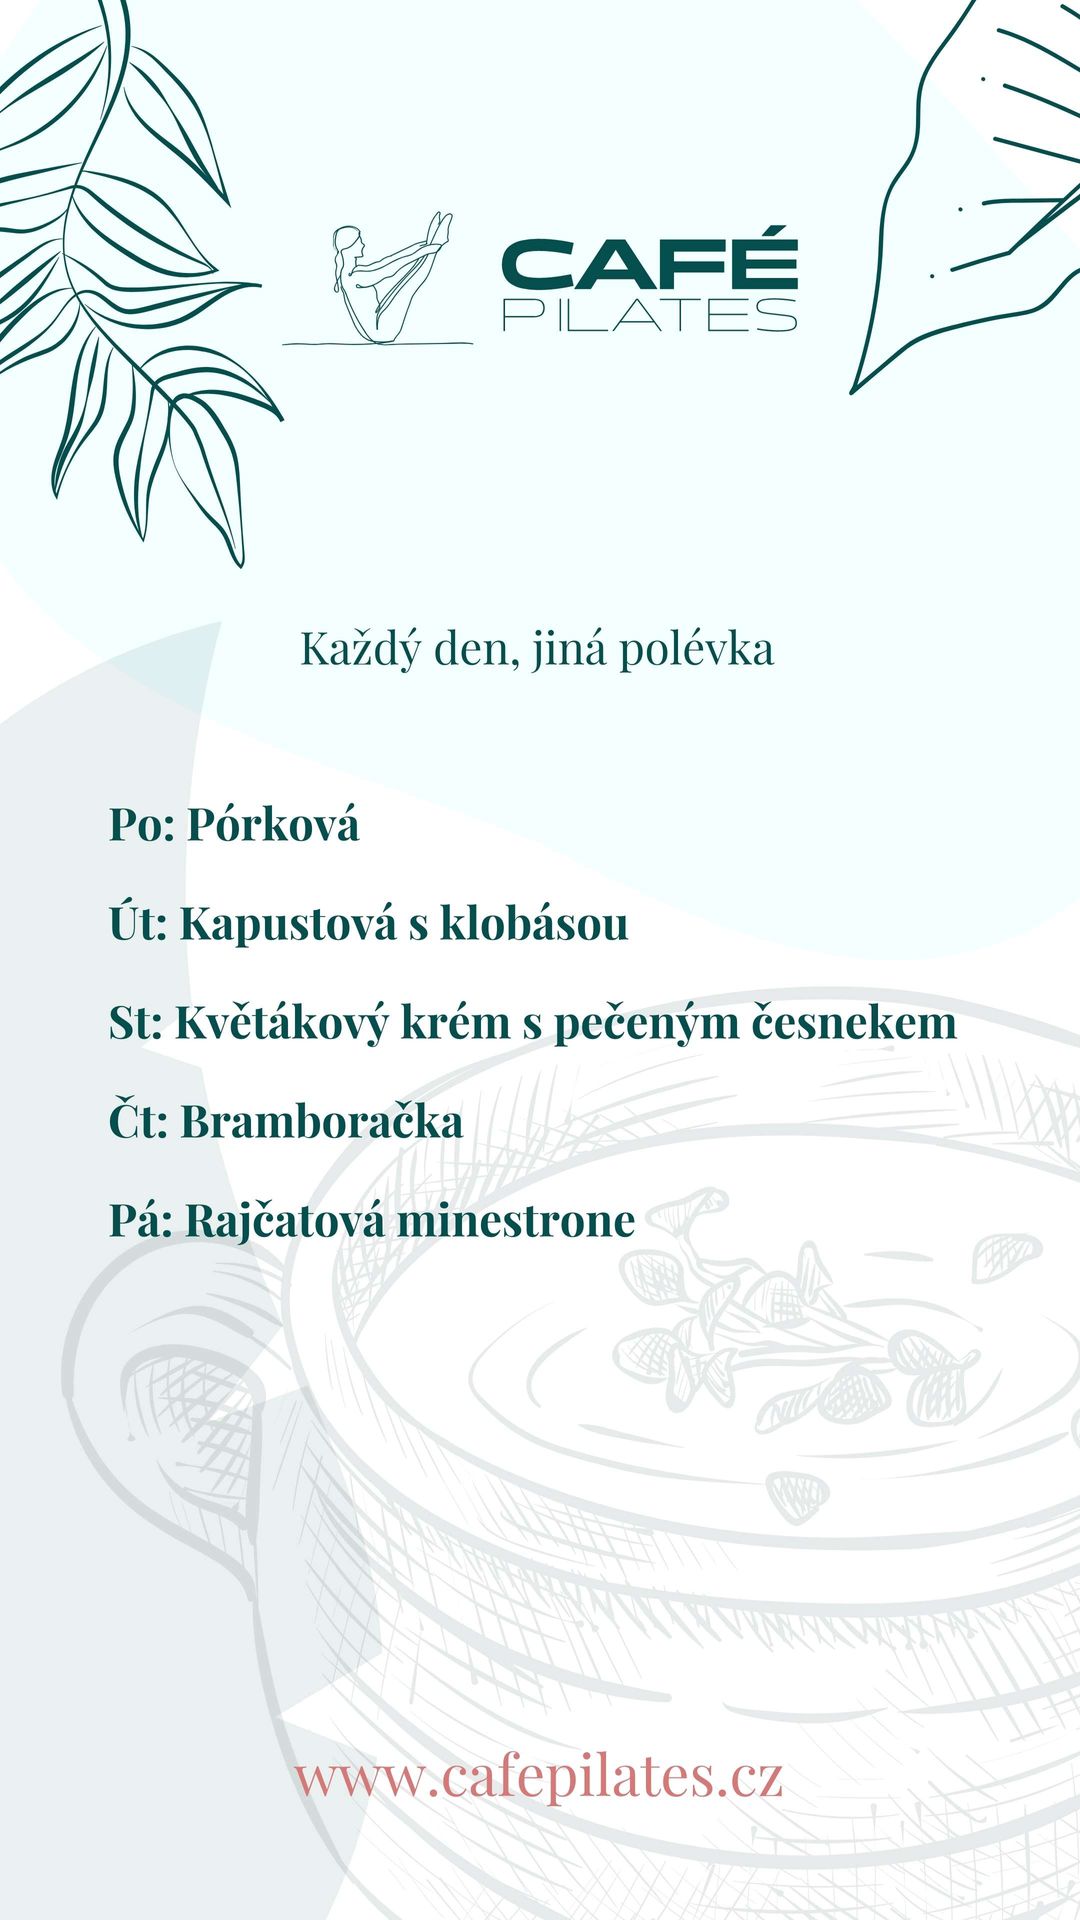 CAFÉ
PILATES
Každý den, jiná polévka
Po: Pórková
Út: Kapustová s klobásou
St: Květákový krém s pečeným česnekem
Čt: Bramboračka
Pá: Rajčatová minestrone
www.cafepilates.cz